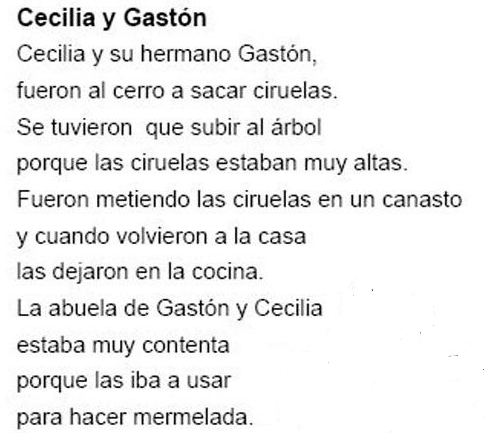 Cecilia y Gastón
Cecilia y su hermano Gastón,
fueron al cerro a sacar ciruelas.
Se tuvieron que subir al árbol
porque las ciruelas estaban muy altas.
Fueron metiendo las ciruelas en un canasto
y cuando volvieron a la casa
las dejaron en la cocina.
La abuela de Gastón y Cecilia
estaba muy contenta
porque las iba a usar
para hacer mermelada.